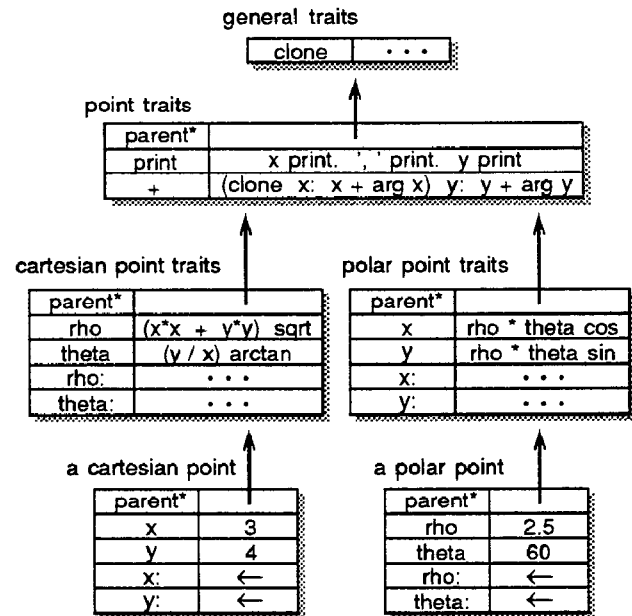 general traits
clone · · ·
point traits
parent*
print x print. ', ' print. y print
+ (clone x: x + arg x) y: y + arg y
cartesian point traits
parent*
rho (x*x + y*y) sqrt
theta (y / x) arctan
rho: · · ·
theta: · · ·
polar point traits
parent*
x rho * theta cos
y rho * theta sin
x: · · ·
y: · · ·
a cartesian point
parent*
x 3
y 4
x: ←
y: ←
a polar point
parent*
rho 2.5
theta 60
rho: ←
theta: ←